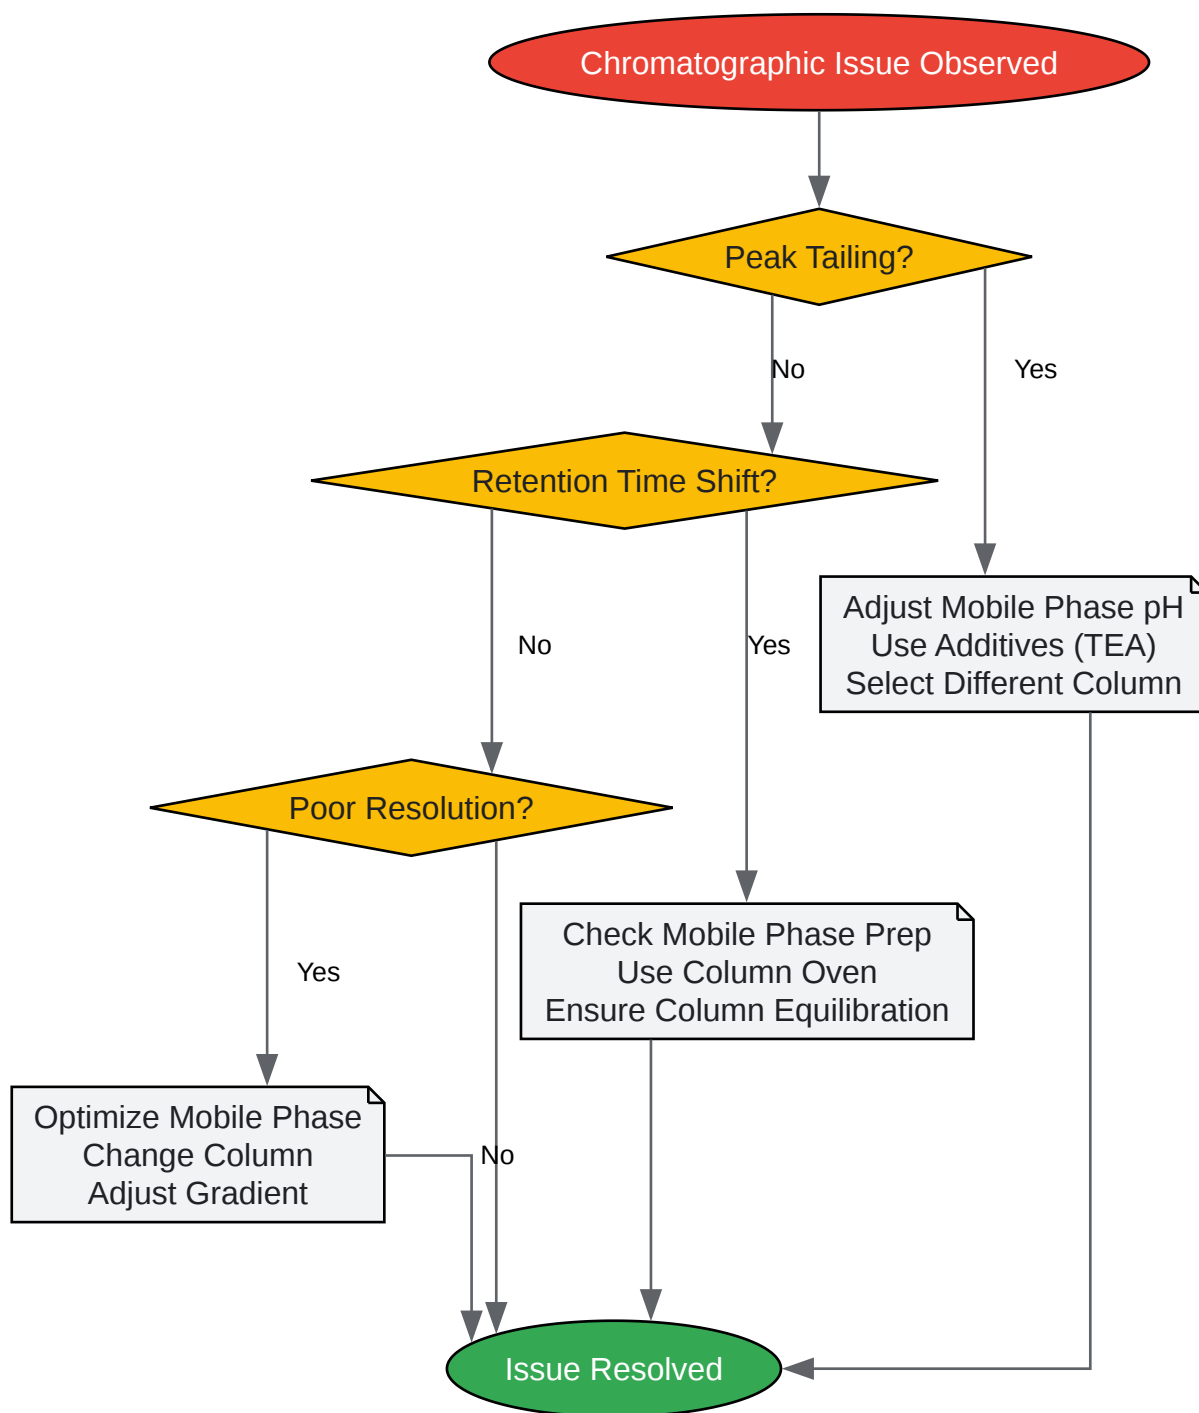 Chromatographic Issue Observed
Peak Tailing?
No
Yes
Retention Time Shift?
Adjust Mobile Phase pH
Use Additives (TEA)
Select Different Column
No
Yes
Poor Resolution?
Check Mobile Phase Prep
Use Column Oven
Ensure Column Equilibration
Yes
Optimize Mobile Phase
Change Column
Adjust Gradient
No
Issue Resolved